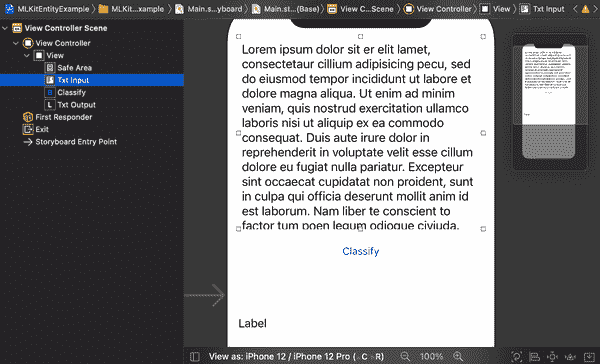 MLKitEntityExample
MLKit...xample
Main.s...yboard
Main.st...(Base)
View C...Scene
View Controller
View
Txt Input
View Controller Scene
View Controller
View
Safe Area
Txt Input
Classify
L Txt Output
First Responder
Exit
Storyboard Entry Point
Lorem ipsum dolor sit er elit lamet,
consectetaur cillium adipisicing pecu, sed
do eiusmod tempor incididunt ut labore et
dolore magna aliqua. Ut enim ad minim
veniam, quis nostrud exercitation ullamco
laboris nisi ut aliquip ex ea commodo
consequat. Duis aute irure dolor in
reprehenderit in voluptate velit esse cillum
dolore eu fugiat nulla pariatur. Excepteur
sint occaecat cupidatat non proident, sunt
in culpa qui officia deserunt mollit anim id
est laborum. Nam liber te conscient to
factor tum poen legum odioque civiuda.
Classify
Label
View as: iPhone 12 / iPhone 12 Pro (C R)
100%